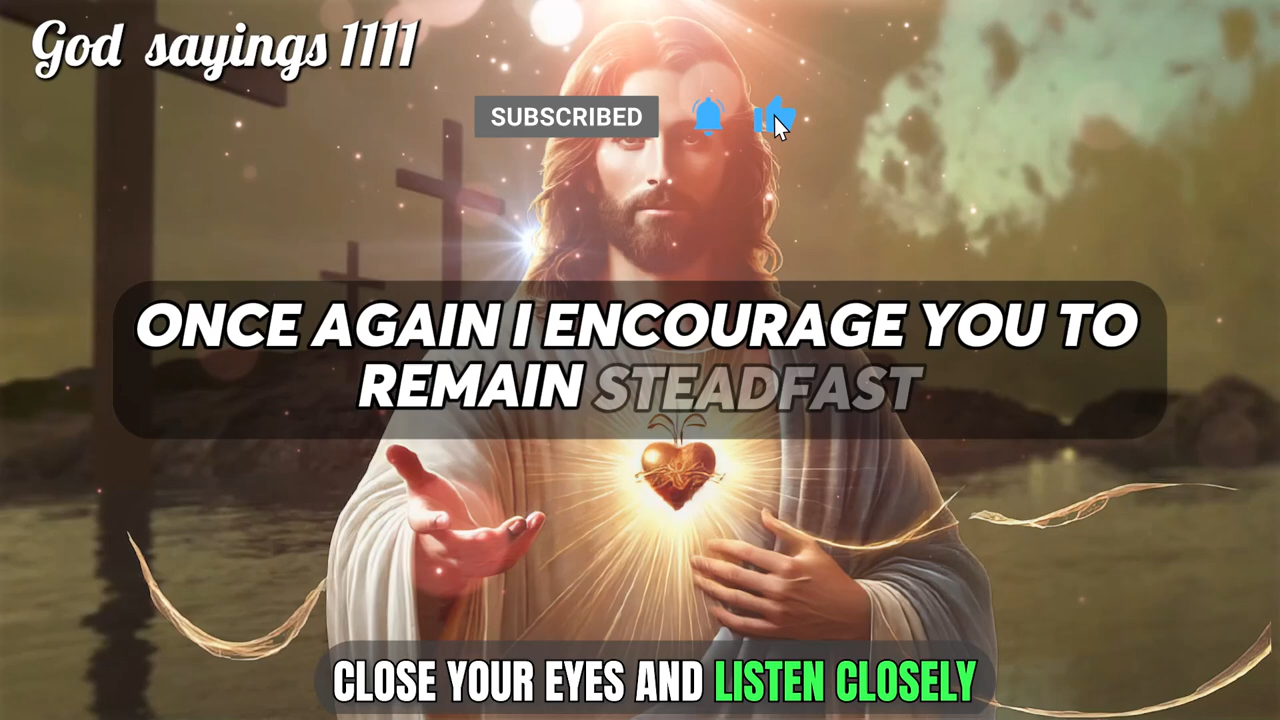 God sayings 1111
SUBSCRIBED
ONCE AGAIN I ENCOURAGE YOU TO
REMAIN STEADFAST
CLOSE YOUR EYES AND LISTEN CLOSELY